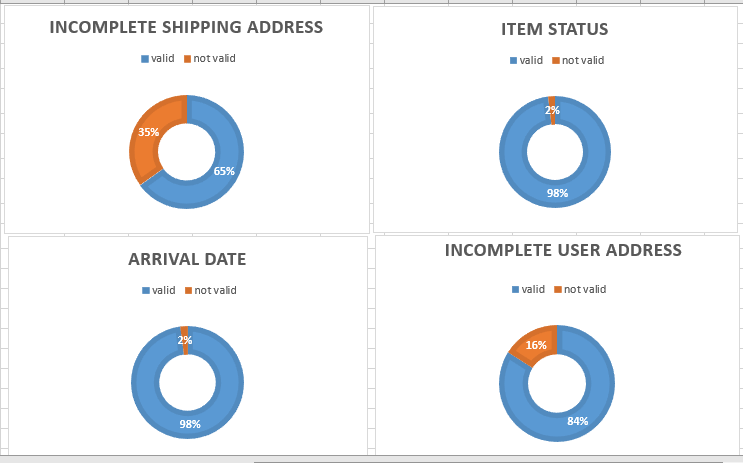 INCOMPLETE SHIPPING ADDRESS
valid not valid
35%
65%
ITEM STATUS
valid not valid
2%
98%
ARRIVAL DATE
valid not valid
2%
98%
INCOMPLETE USER ADDRESS
valid not valid
16%
84%